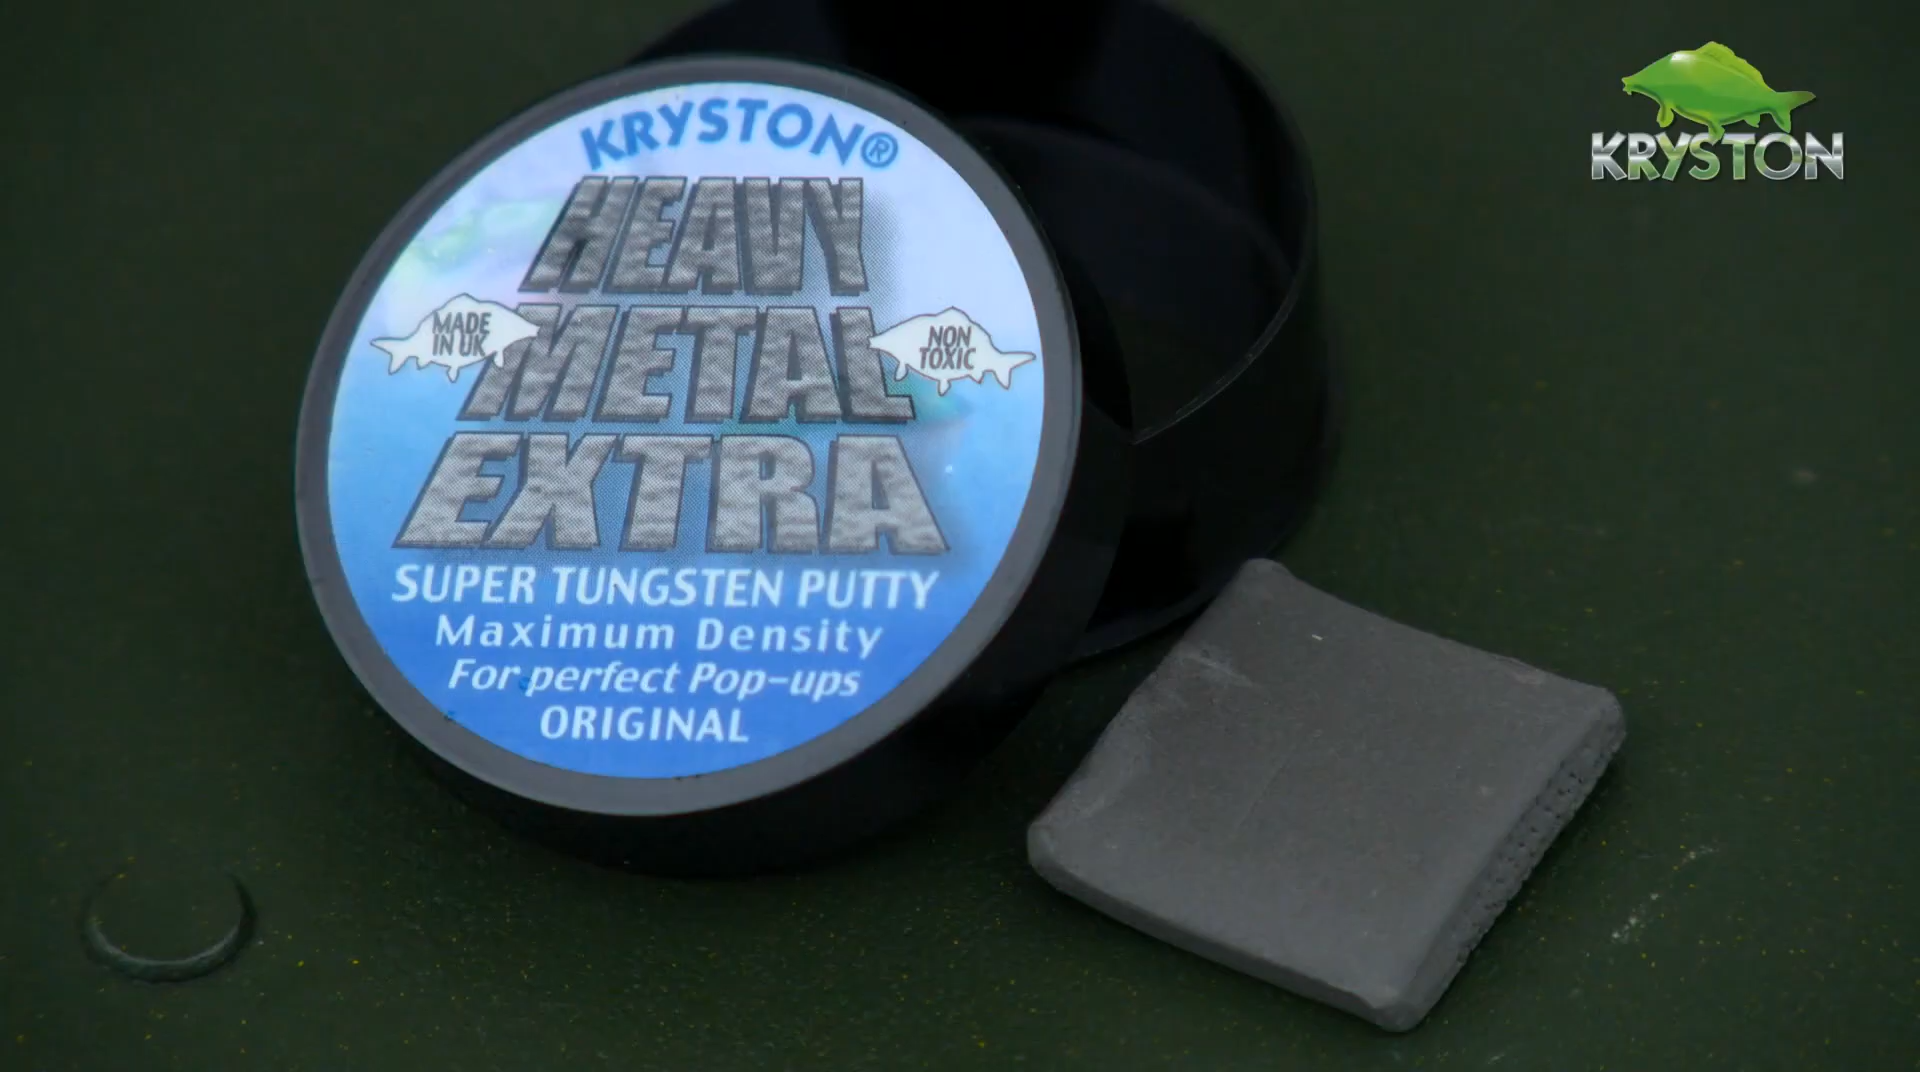 KRYSTON®
HEAVY
METAL
EXTRA
MADE
IN UK
NON
TOXIC
SUPER TUNGSTEN PUTTY
Maximum Density
For perfect Pop-ups
ORIGINAL
KRYSTON